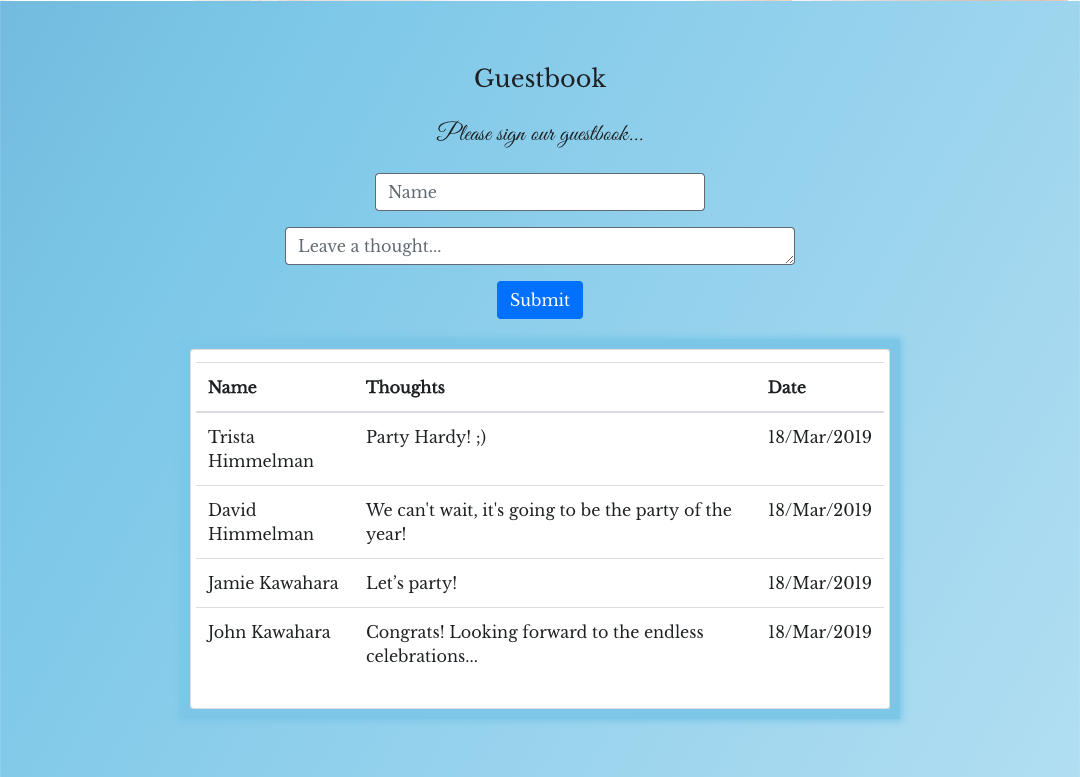 Guestbook
Please sign our guestbook...
Name
Leave a thought...
Submit
Name Thoughts Date
Trista Party Hardy! ;) 18/Mar/2019
Himmelman
David We can't wait, it's going to be the party of the 18/Mar/2019
Himmelman year!
Jamie Kawahara Let’s party! 18/Mar/2019
John Kawahara Congrats! Looking forward to the endless 18/Mar/2019
celebrations...